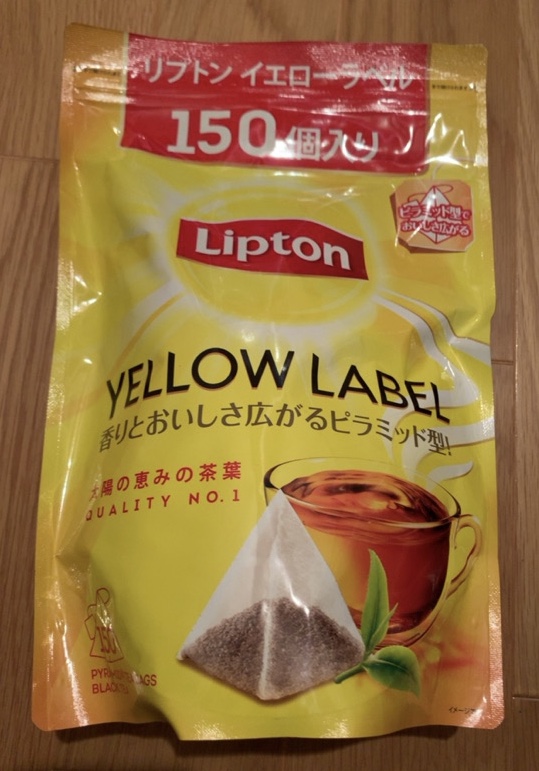 リプトン イエローラベル
150個入り
ピラミッド型で
おいしさ広がる
Lipton
YELLOW LABEL
香りとおいしさ広がるピラミッド型!
太陽の恵みの茶葉
QUALITY NO.1
150
BLACK